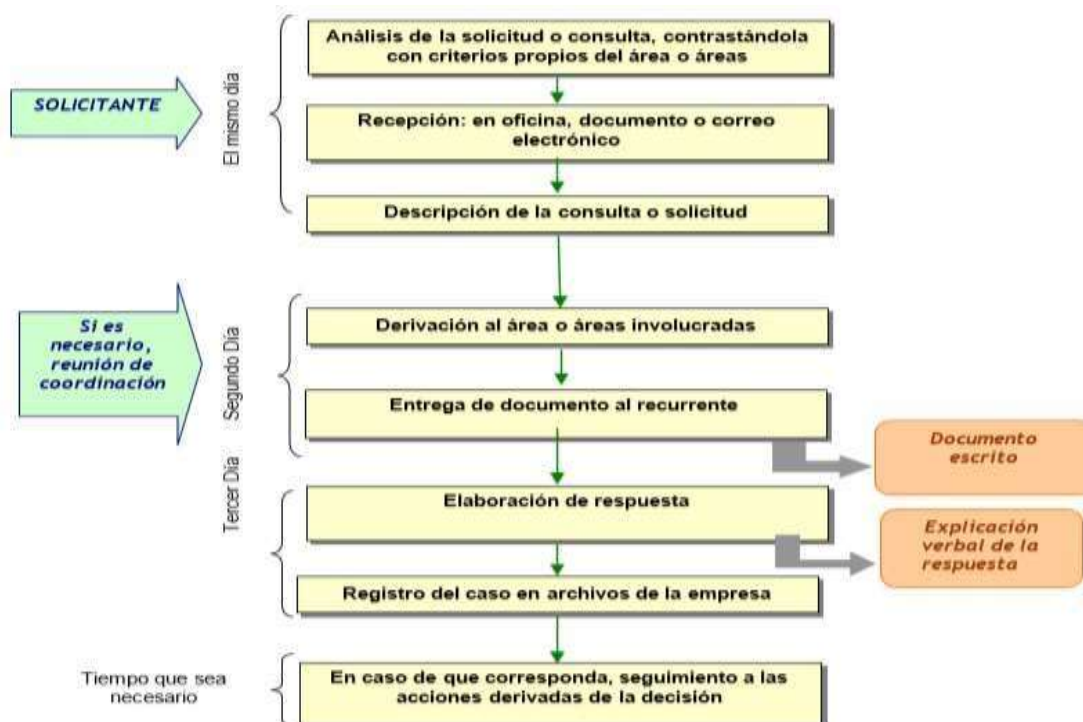 Análisis de la solicitud o consulta, contrastándola
con criterios propios del área o áreas
SOLICITANTE
El mismo día
Recepción: en oficina, documento o correo
electrónico
Descripción de la consulta o solicitud
Si es
necesario,
reunión de
coordinación
Segundo Día
Derivación al área o áreas involucradas
Entrega de documento al recurrente
Documento
escrito
Tercer Día
Elaboración de respuesta
Explicación
verbal de la
respuesta
Registro del caso en archivos de la empresa
Tiempo que sea
necesario
En caso de que corresponda, seguimiento a las
acciones derivadas de la decisión